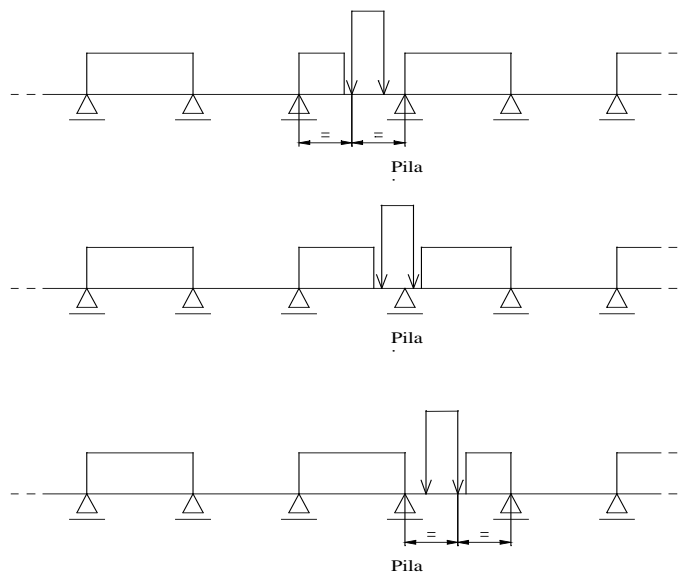 = =
Pila
Pila
= =
Pila